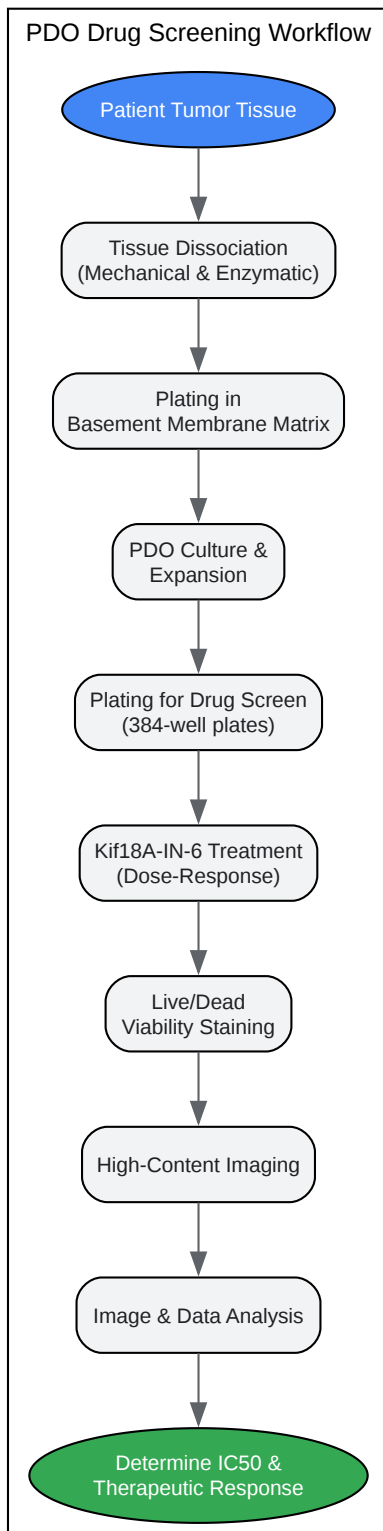 PDO Drug Screening Workflow
Patient Tumor Tissue
Tissue Dissociation
(Mechanical & Enzymatic)
Plating in
Basement Membrane Matrix
PDO Culture &
Expansion
Plating for Drug Screen
(384-well plates)
Kif18A-IN-6 Treatment
(Dose-Response)
Live/Dead
Viability Staining
High-Content Imaging
Image & Data Analysis
Determine IC50 &
Therapeutic Response